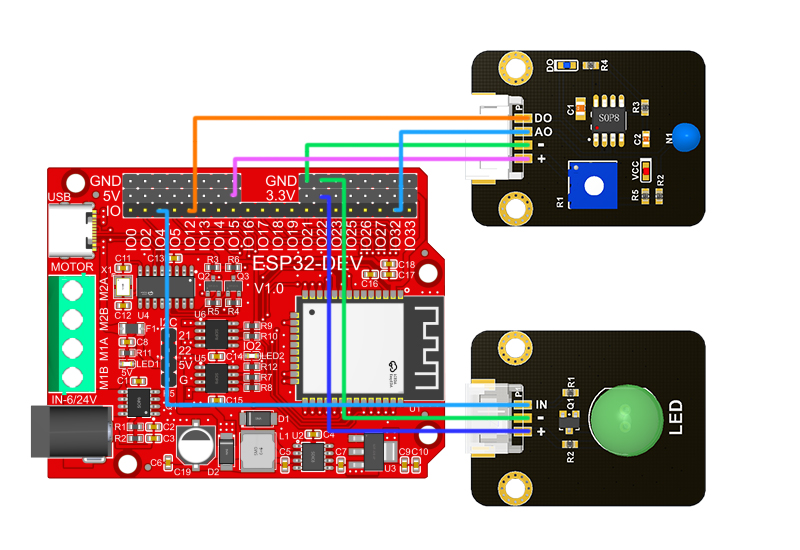 DO
R4
P
DO
AO
-
+
C1
SOP8
R3
C2
N1
VCC
R1
R5
R2
GND
5V
IO
GND
3.3V
USB
IO0
IO2
IO4
IO5
IO12
IO13
IO14
IO15
IO16
IO17
IO18
IO19
IO21
IO22
IO23
IO25
IO26
IO27
IO32
IO33
MOTOR
X1
C11
C13
R3
R6
ESP32-DEV
V1.0
C18
C17
C16
Q2
Q3
R5
R4
M2A
M2B
M1A
M1B
C12
U4
F1
C8
R11
LED1
5V
I2C
21
22
5V
G
U6
R9
R10
IO2
LED2
U5
C14
R12
R7
R8
C15
IN-6/24V
C1
R1
R2
C2
C3
C6
C19
D2
D1
L1
U2
C4
C5
C7
U3
C9
C10
U1
P
IN
-
+
R1
Q1
R2
LED